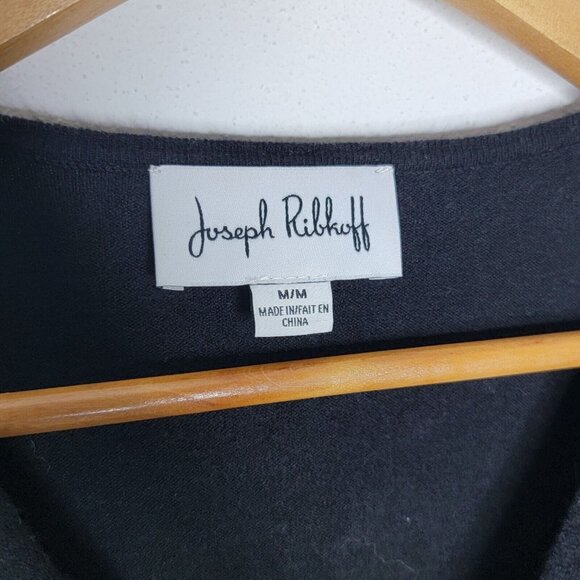 Joseph Ribkoff
M/M
MADE IN/FAIT EN
CHINA